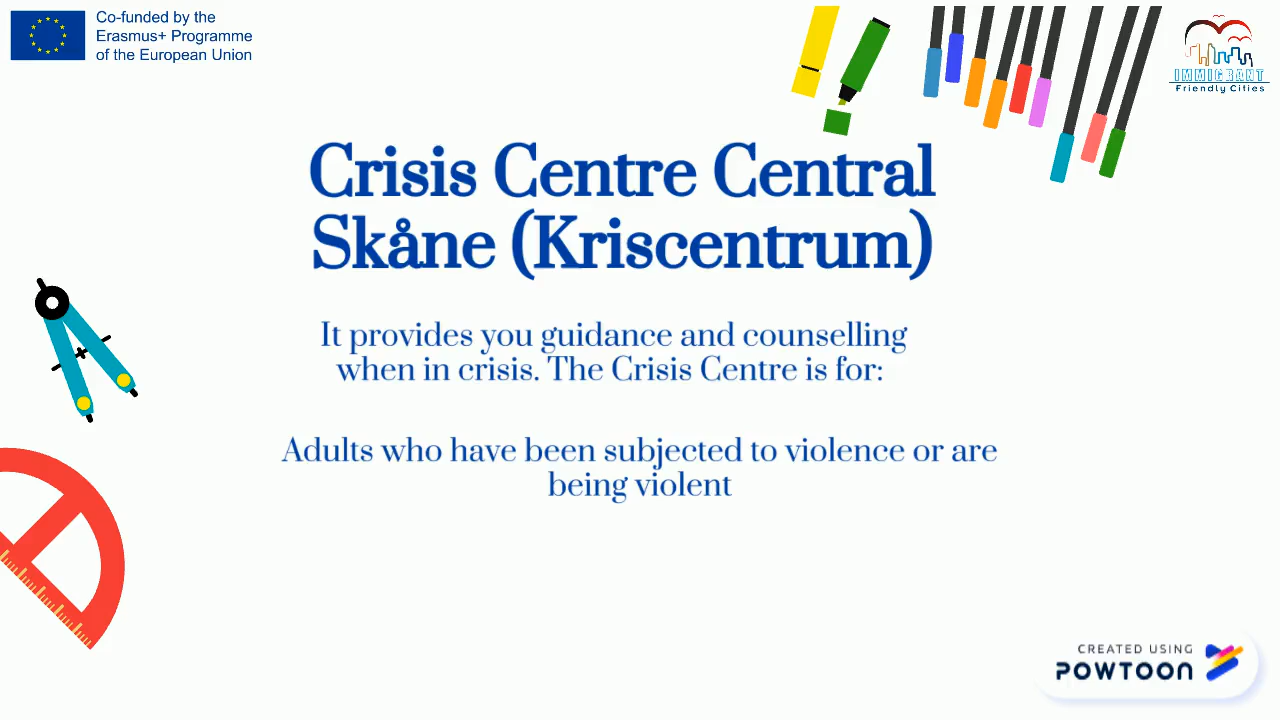 Co-funded by the
Erasmus+ Programme
of the European Union
IMMIGRANT
Friendly Cities
Crisis Centre Central
Skåne (Kriscentrum)
It provides you guidance and counselling
when in crisis. The Crisis Centre is for:
Adults who have been subjected to violence or are
being violent
CREATED USING
POWTOON